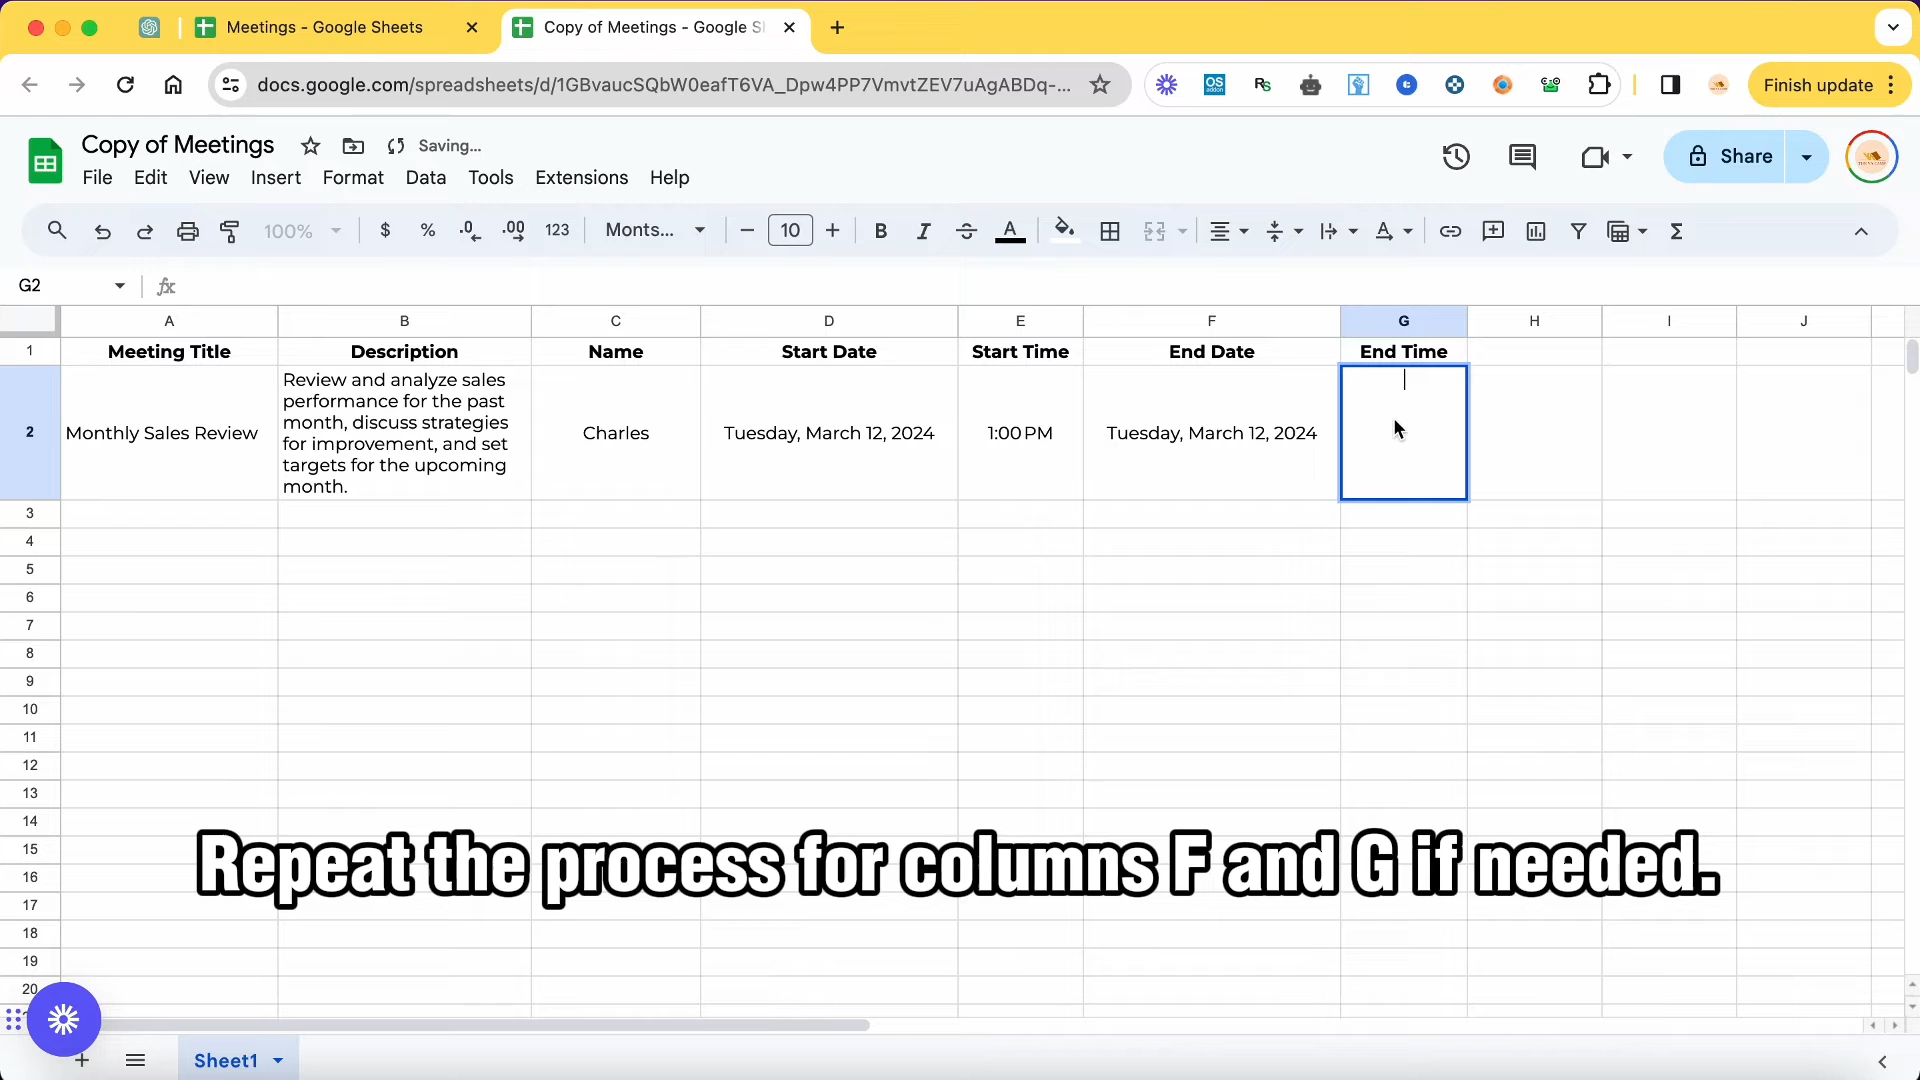 Meetings - Google Sheets
Copy of Meetings - Google S
docs.google.com/spreadsheets/d/1GBvaucSQbW0eafT6VA_Dpw4PP7VmvtZEV7uAgABDq-...
Finish update
Copy of Meetings
Saving...
File Edit View Insert Format Data Tools Extensions Help
Share
100%
$ % .0 .00 123
Monts...
10
B I S A
G2
fx
A B C D E F G H I J
1 Meeting Title Description Name Start Date Start Time End Date End Time
2 Monthly Sales Review
Review and analyze sales
performance for the past
month, discuss strategies
for improvement, and set
targets for the upcoming
month.
Charles Tuesday, March 12, 2024 1:00 PM Tuesday, March 12, 2024
3
4
5
6
7
8
9
10
11
12
13
14
15
16
17
18
19
20
Repeat the process for columns F and G if needed.
Sheet1